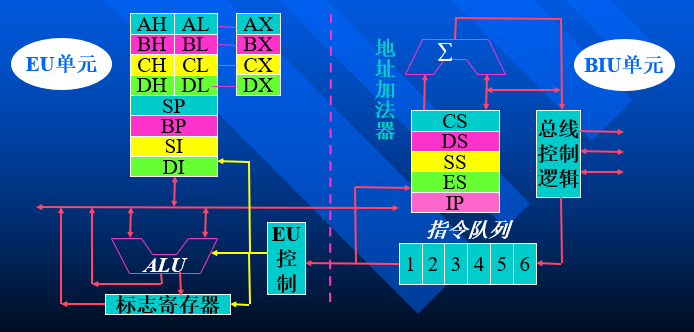 AH AL AX
BH BL BX
CH CL CX
DH DL DX
SP
BP
SI
DI
EU单元
ALU
标志寄存器
EU
控
制
地
址
加
法
器
Σ
BIU单元
CS
DS
SS
ES
IP
总线
控制
逻辑
指令队列
1 2 3 4 5 6